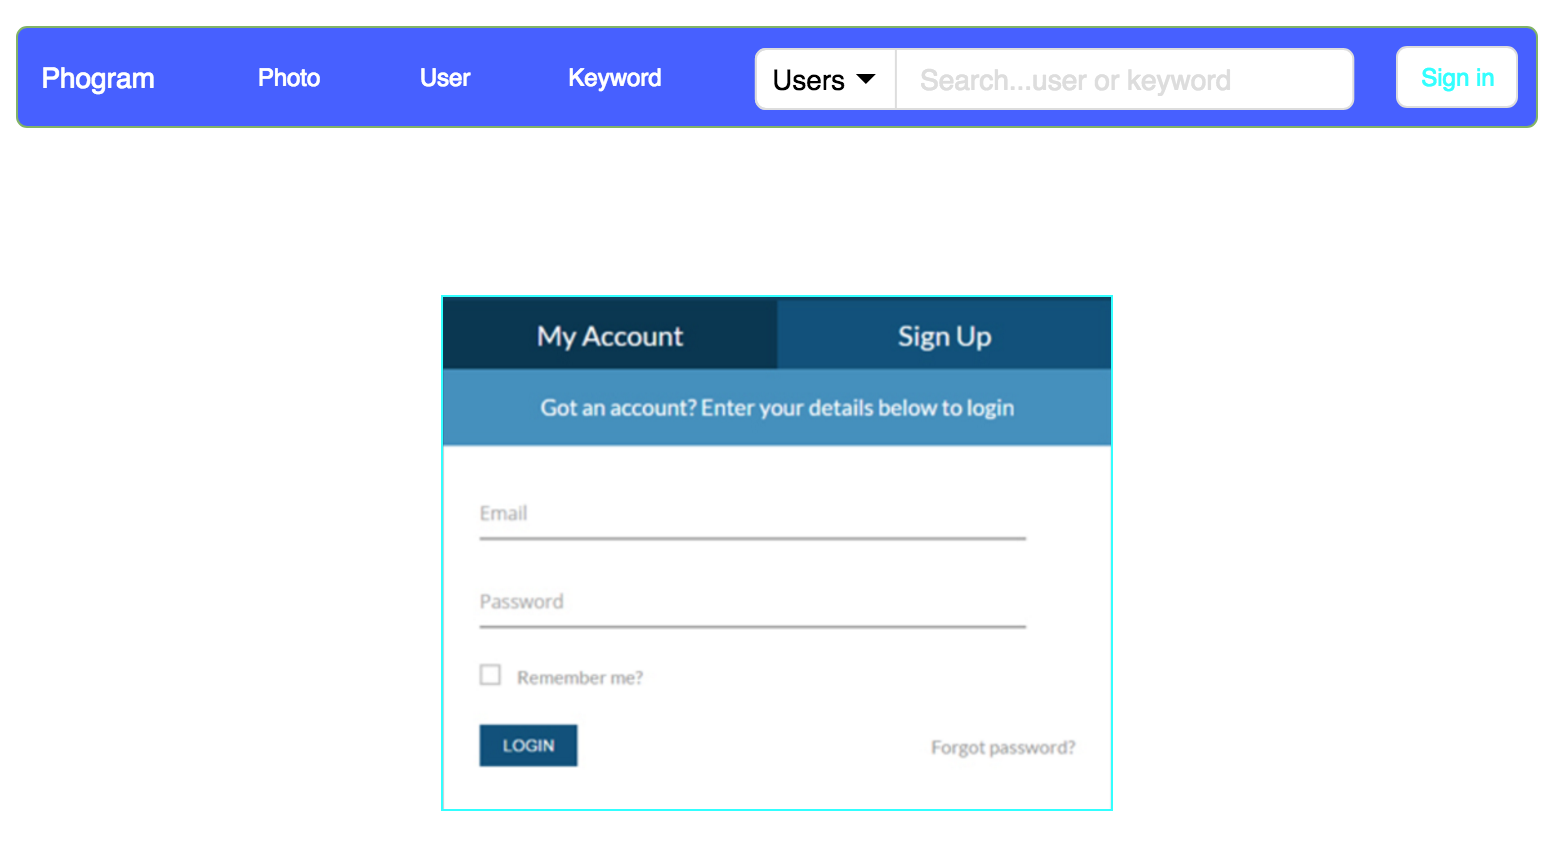 Phogram Photo User Keyword Users Search...user or keyword Sign in
My Account Sign Up
Got an account? Enter your details below to login
Email
Password
Remember me?
LOGIN Forgot password?